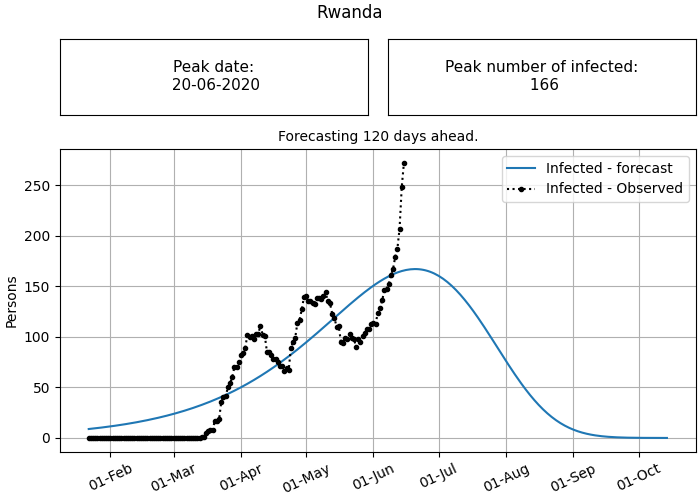 Rwanda
Peak date:
20-06-2020
Peak number of infected:
166
Forecasting 120 days ahead.
Infected - forecast
Infected - Observed
Persons
250
200
150
100
50
0
01-Feb
01-Mar
01-Apr
01-May
01-Jun
01-Jul
01-Aug
01-Sep
01-Oct